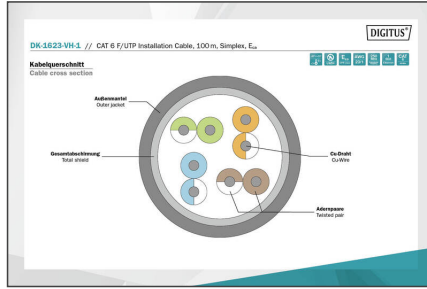 DIGITUS
DK-1623-VH-1 // CAT 6 F/UTP Installation Cable, 100 m, Simplex, Eca
Kabelquerschnitt
Cable cross section
Außenmantel
Outer jacket
Gesamtabschirmung
Total shield
Cu-Draht
Cu-Wire
Adernpaare
Twisted pair